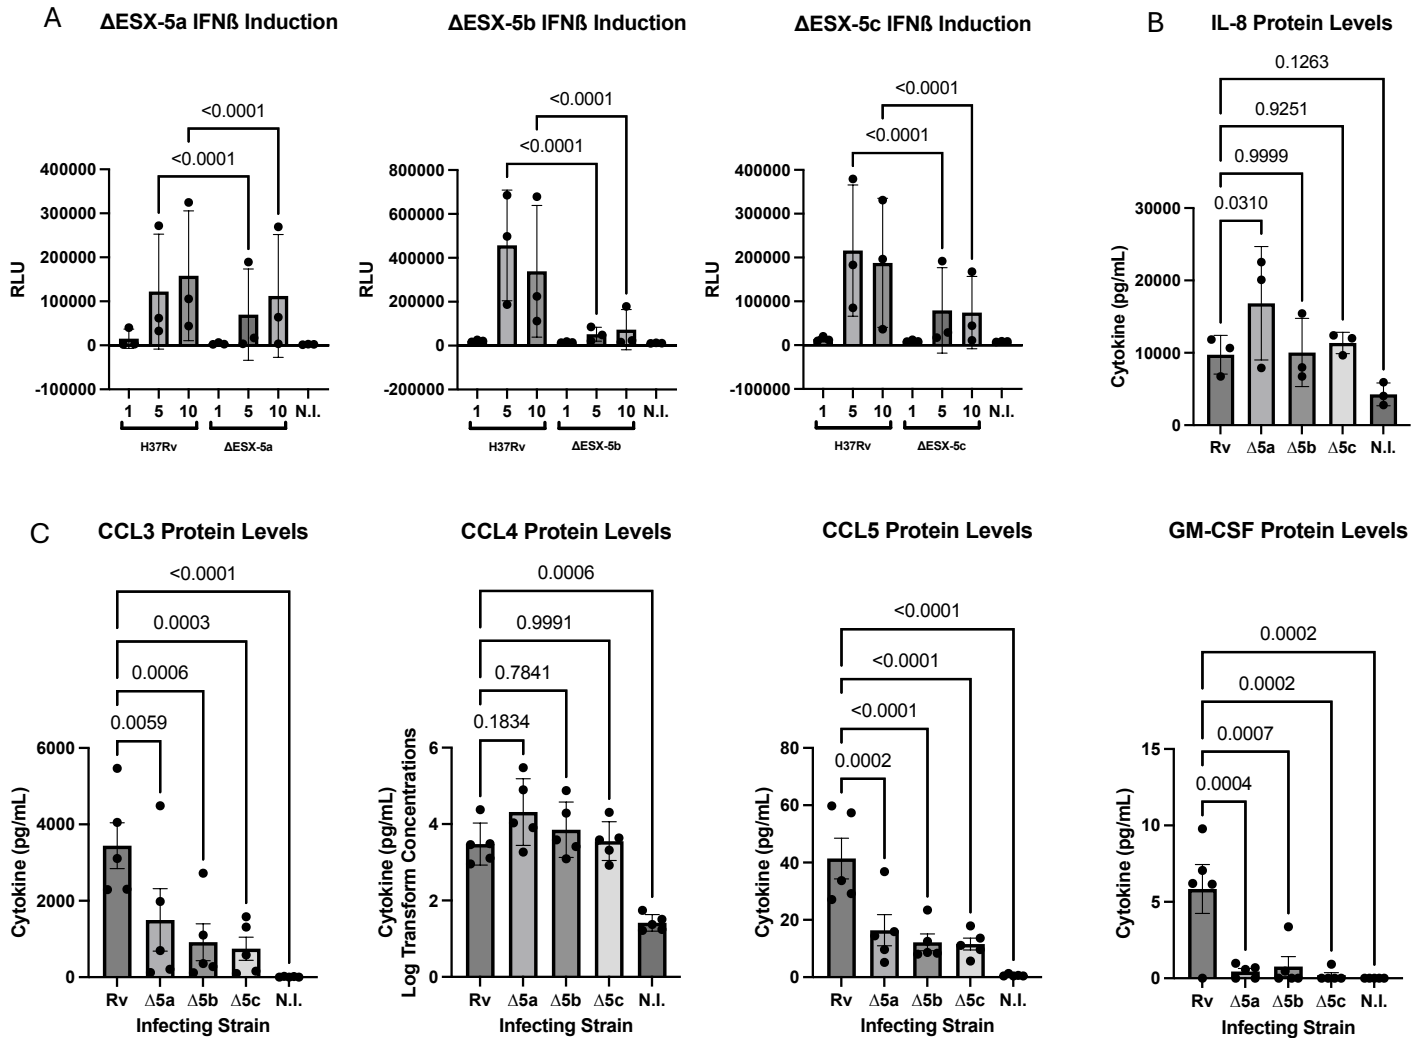 A
ΔESX-5a IFNß Induction
<0.0001
<0.0001
RLU
400000
300000
200000
100000
0
-100000
1 5 10 1 5 10 N.I.
H37Rv ΔESX-5a
ΔESX-5b IFNß Induction
<0.0001
<0.0001
RLU
800000
600000
400000
200000
0
-200000
1 5 10 1 5 10 N.I.
H37Rv ΔESX-5b
ΔESX-5c IFNß Induction
<0.0001
<0.0001
RLU
400000
300000
200000
100000
0
-100000
1 5 10 1 5 10 N.I.
H37Rv ΔESX-5c
B
IL-8 Protein Levels
0.1263
0.9251
0.9999
0.0310
Cytokine (pg/mL)
30000
20000
10000
0
Rv Δ5a Δ5b Δ5c N.I.
C
CCL3 Protein Levels
<0.0001
0.0003
0.0006
0.0059
Cytokine (pg/mL)
6000
4000
2000
0
Rv Δ5a Δ5b Δ5c N.I.
Infecting Strain
CCL4 Protein Levels
0.0006
0.9991
0.7841
0.1834
Cytokine (pg/mL)
Log Transform Concentrations
6
4
2
0
Rv Δ5a Δ5b Δ5c N.I.
Infecting Strain
CCL5 Protein Levels
<0.0001
<0.0001
<0.0001
0.0002
Cytokine (pg/mL)
80
60
40
20
0
Rv Δ5a Δ5b Δ5c N.I.
Infecting Strain
GM-CSF Protein Levels
0.0002
0.0002
0.0007
0.0004
Cytokine (pg/mL)
15
10
5
0
Rv Δ5a Δ5b Δ5c N.I.
Infecting Strain